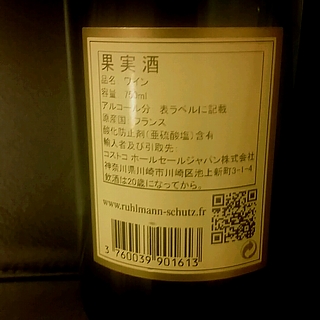 果実酒
品名 ワイン
容量 750ml
アルコール分 表ラベルに記載
原産国 フランス
酸化防止剤(亜硫酸塩)含有
輸入者及び引取先:
コストコ ホールセールジャパン株式会社
神奈川県川崎市川崎区池上新町3-1-4
飲酒は20歳になってから。
www.ruhlmann-schutz.fr
3 760039 901613